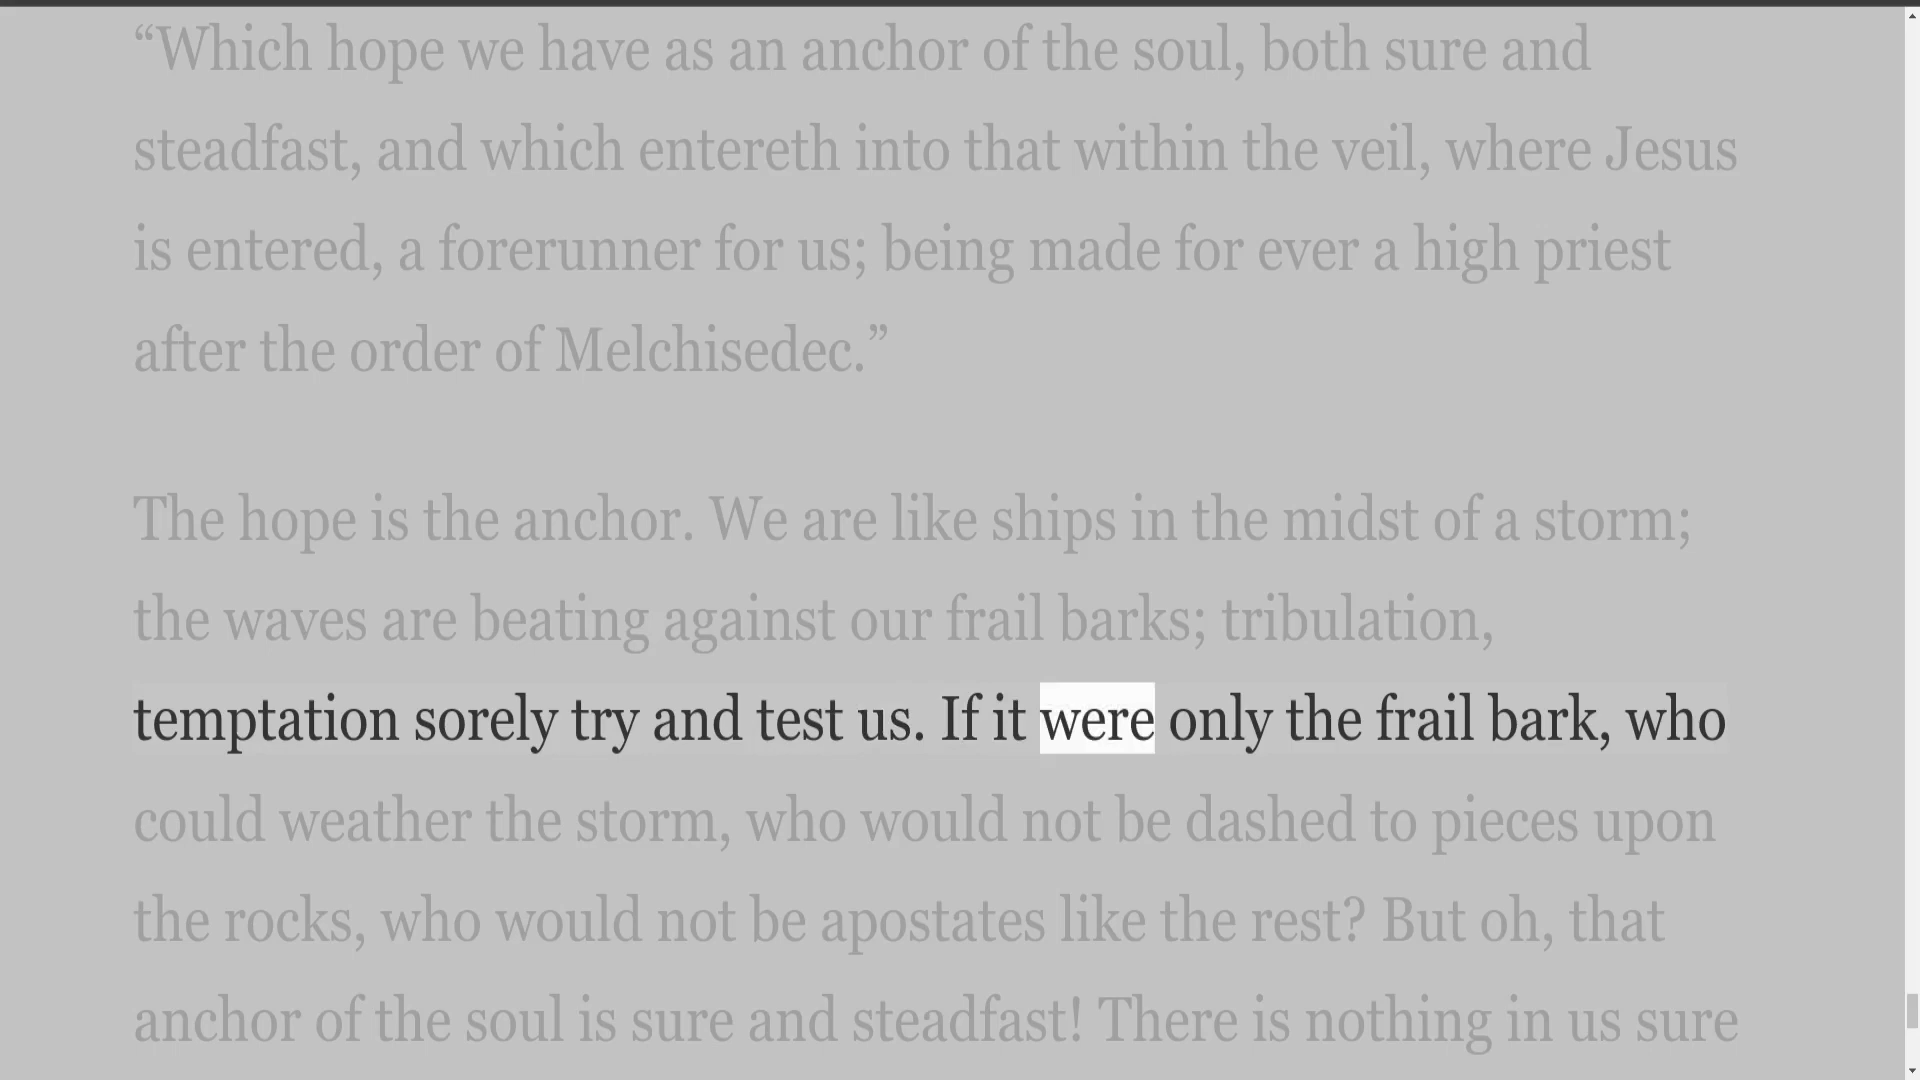 “Which hope we have as an anchor of the soul, both sure and
steadfast, and which entereth into that within the veil, where Jesus
is entered, a forerunner for us; being made for ever a high priest
after the order of Melchisedec.”
The hope is the anchor. We are like ships in the midst of a storm;
the waves are beating against our frail barks; tribulation,
temptation sorely try and test us. If it were only the frail bark, who
could weather the storm, who would not be dashed to pieces upon
the rocks, who would not be apostates like the rest? But oh, that
anchor of the soul is sure and steadfast! There is nothing in us sure